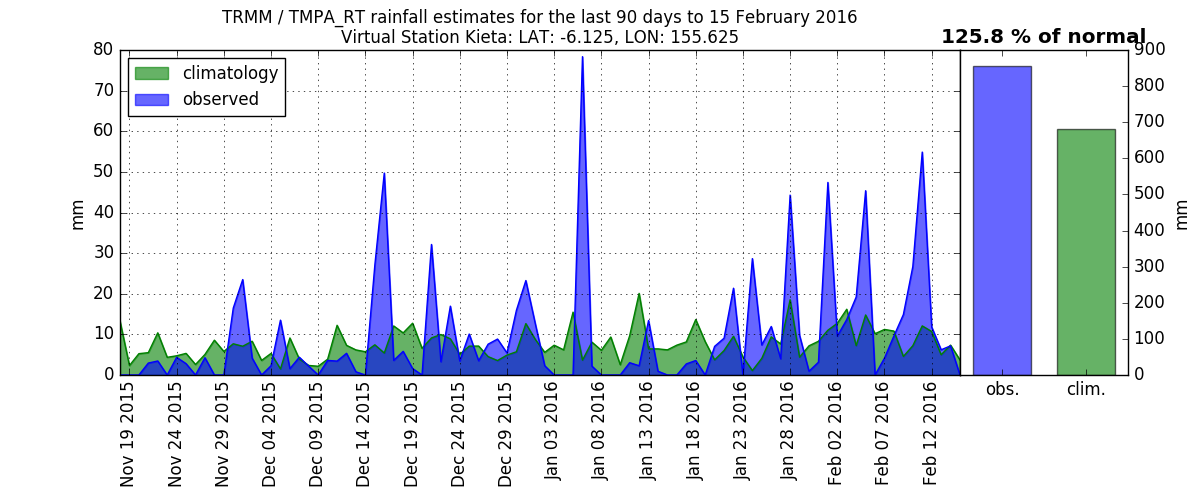 TRMM / TMPA_RT rainfall estimates for the last 90 days to 15 February 2016
Virtual Station Kieta: LAT: -6.125, LON: 155.625
125.8 % of normal
climatology
observed
80
70
60
50
40
30
20
10
0
mm
Nov 19 2015
Nov 24 2015
Nov 29 2015
Dec 04 2015
Dec 09 2015
Dec 14 2015
Dec 19 2015
Dec 24 2015
Dec 29 2015
Jan 03 2016
Jan 08 2016
Jan 13 2016
Jan 18 2016
Jan 23 2016
Jan 28 2016
Feb 02 2016
Feb 07 2016
Feb 12 2016
900
800
700
600
500
400
300
200
100
0
mm
obs.
clim.